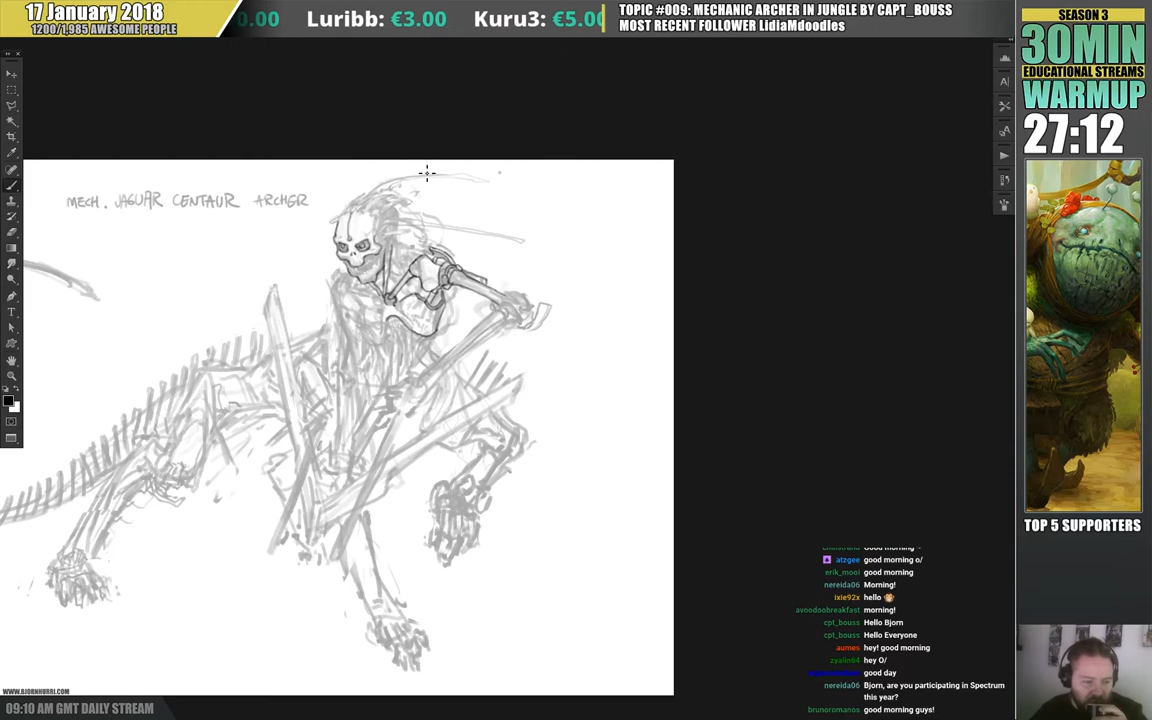 17 January 2018
1200/1,985 AWESOME PEOPLE
0.00 Luribb: €3.00 Kuru3: €5.00
TOPIC #009: MECHANIC ARCHER IN JUNGLE BY CAPT_BOUSS
MOST RECENT FOLLOWER LidiaMdoodles
SEASON 3
30MIN
EDUCATIONAL STREAMS
WARMUP
27:12
MECH. JAGUAR CENTAUR ARCHER
TOP 5 SUPPORTERS
Good morning
atzgee good morning o/
erik_mooi good morning
nereida06 Morning!
ixie92x hello
avoodoobreakfast morning!
cpt_bouss Hello Bjorn
cpt_bouss Hello Everyone
aumes hey! good morning
zyaiin64 hey O/
good day
nereida06 Bjorn, are you participating in Spectrum
this year?
brunoromanos good morning guys!
WWW.BJORNHURRI.COM
09:10 AM GMT DAILY STREAM